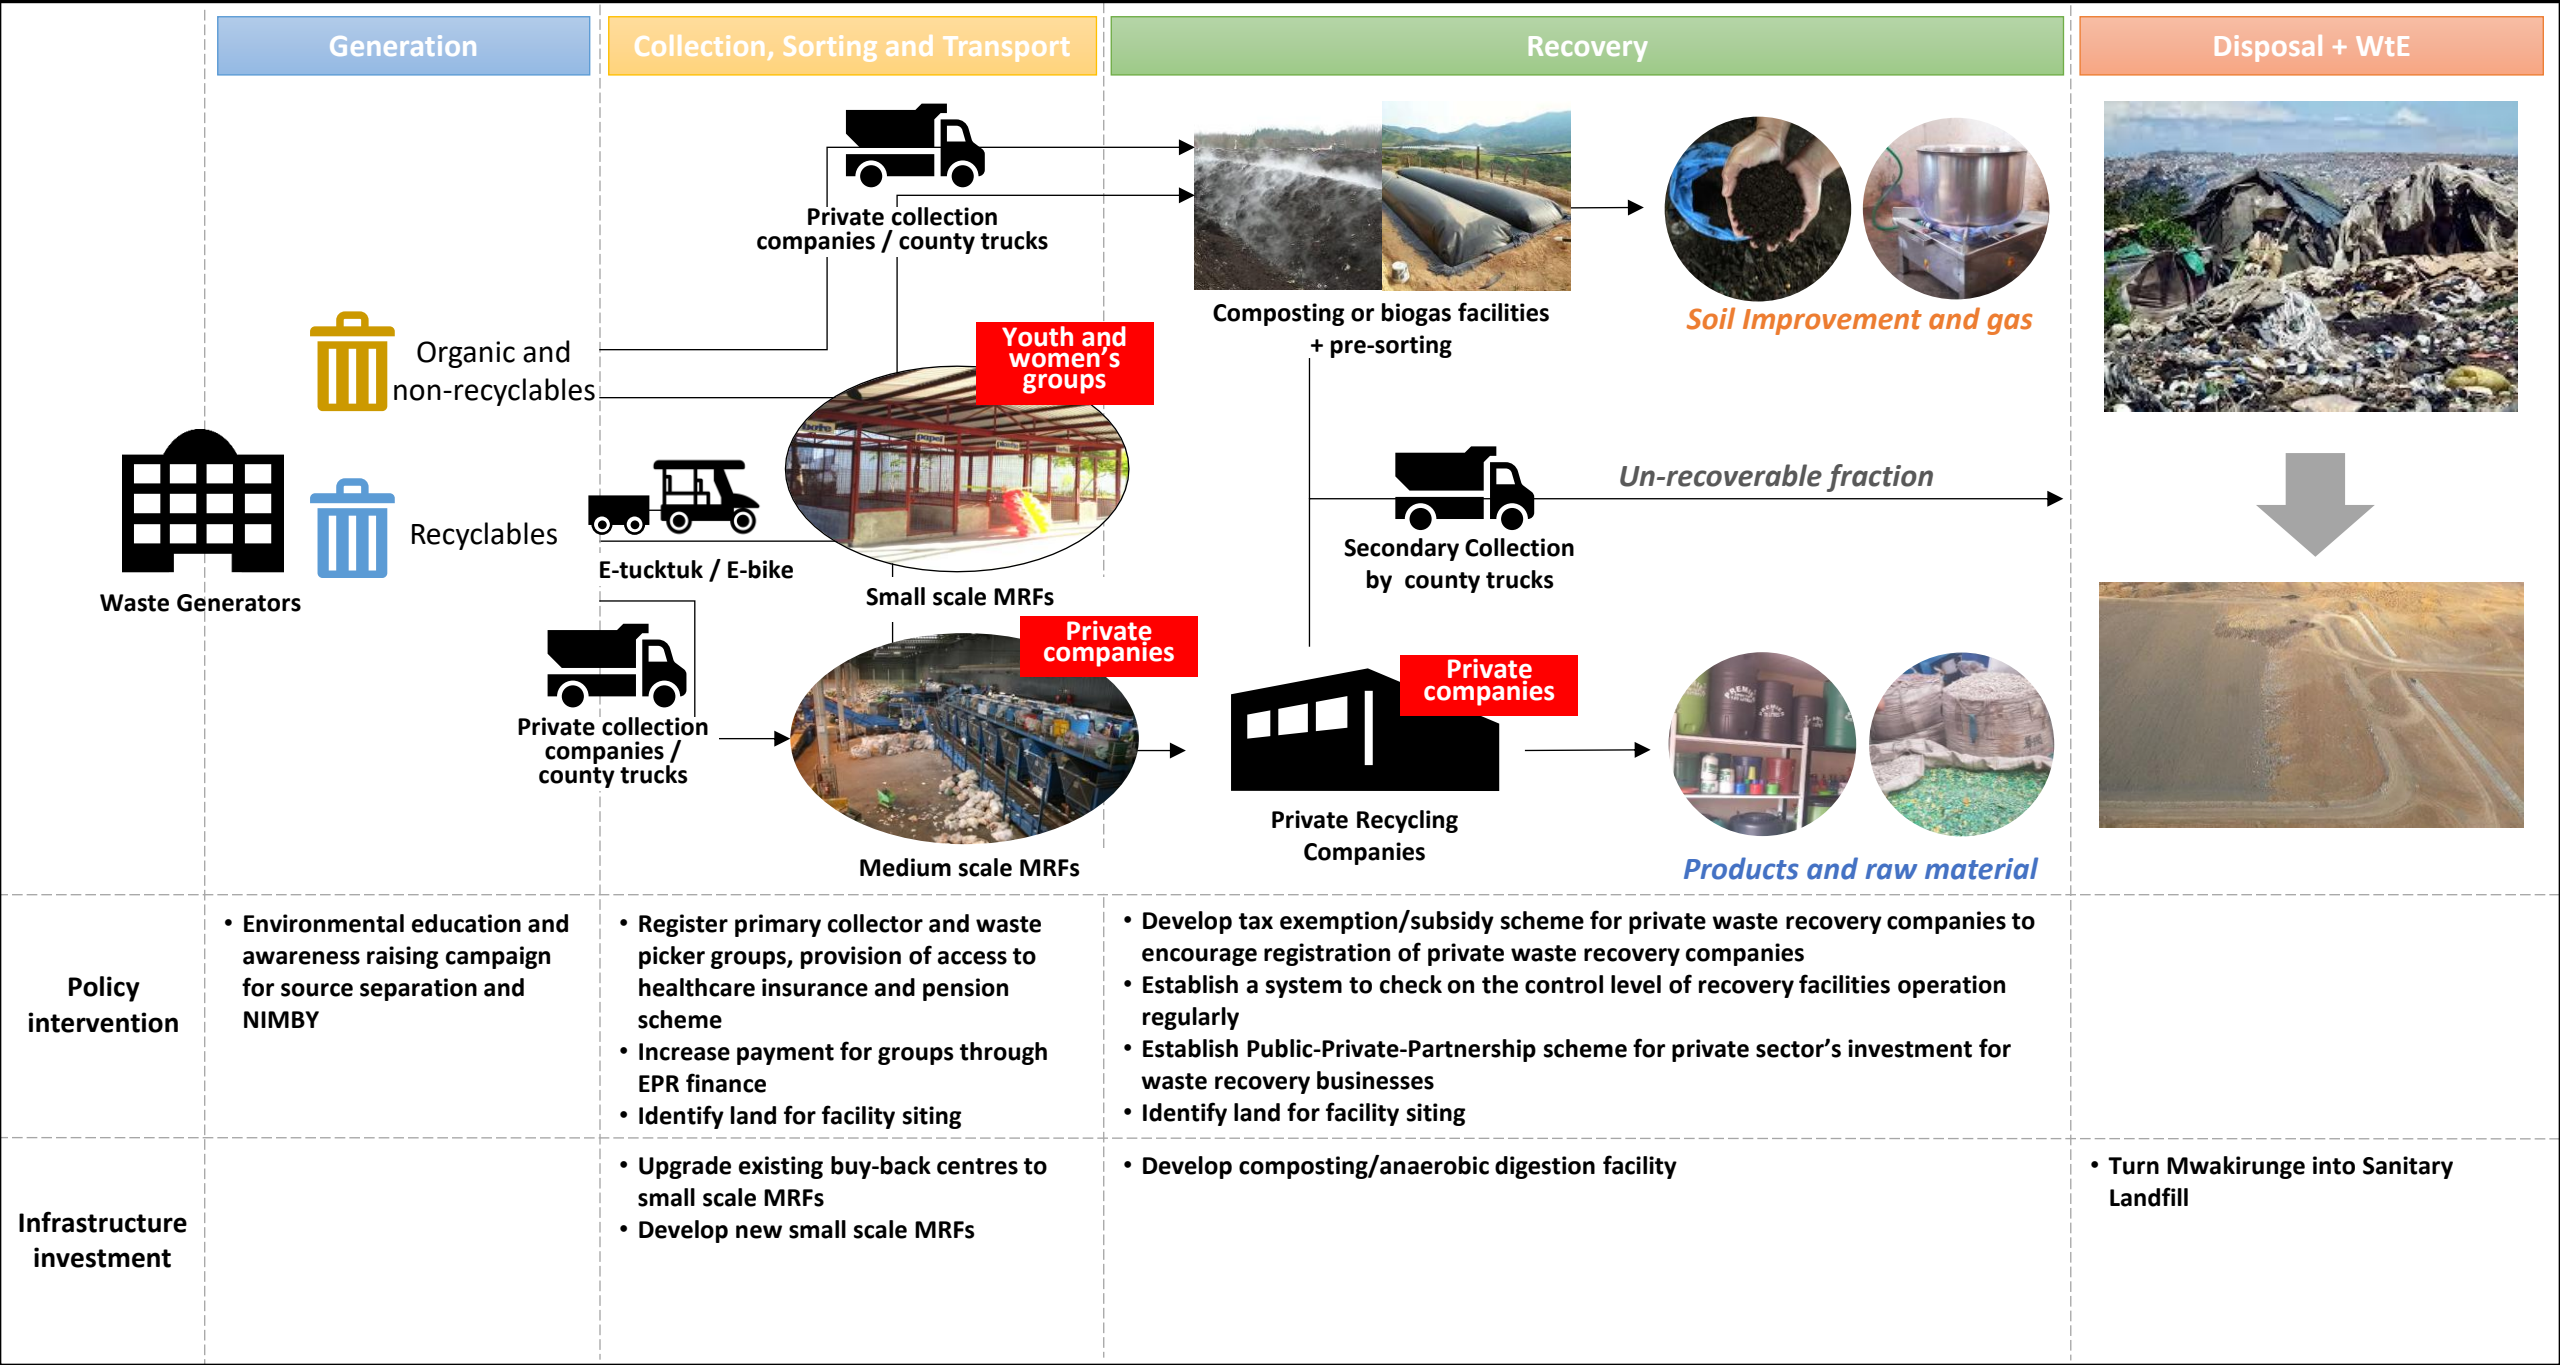 Generation
Collection, Sorting and Transport
Recovery
Disposal + WtE
Private collection
companies / county trucks
Organic and
non-recyclables
Youth and
women's
groups
Composting or biogas facilities
+ pre-sorting
Soil Improvement and gas
papel
Waste Generators
Recyclables
E-tucktuk / E-bike
Small scale MRFs
Un-recoverable fraction
Secondary Collection
by county trucks
Private collection
companies /
county trucks
Private
companies
Medium scale MRFs
Private
companies
Private Recycling
Companies
Products and raw material
Policy
intervention
• Environmental education and
awareness raising campaign
for source separation and
NIMBY
• Register primary collector and waste
picker groups, provision of access to
healthcare insurance and pension
scheme
• Increase payment for groups through
EPR finance
• Identify land for facility siting
• Develop tax exemption/subsidy scheme for private waste recovery companies to
encourage registration of private waste recovery companies
• Establish a system to check on the control level of recovery facilities operation
regularly
• Establish Public-Private-Partnership scheme for private sector's investment for
waste recovery businesses
• Identify land for facility siting
Infrastructure
investment
• Upgrade existing buy-back centres to
small scale MRFs
• Develop new small scale MRFs
• Develop composting/anaerobic digestion facility
• Turn Mwakirunge into Sanitary
Landfill